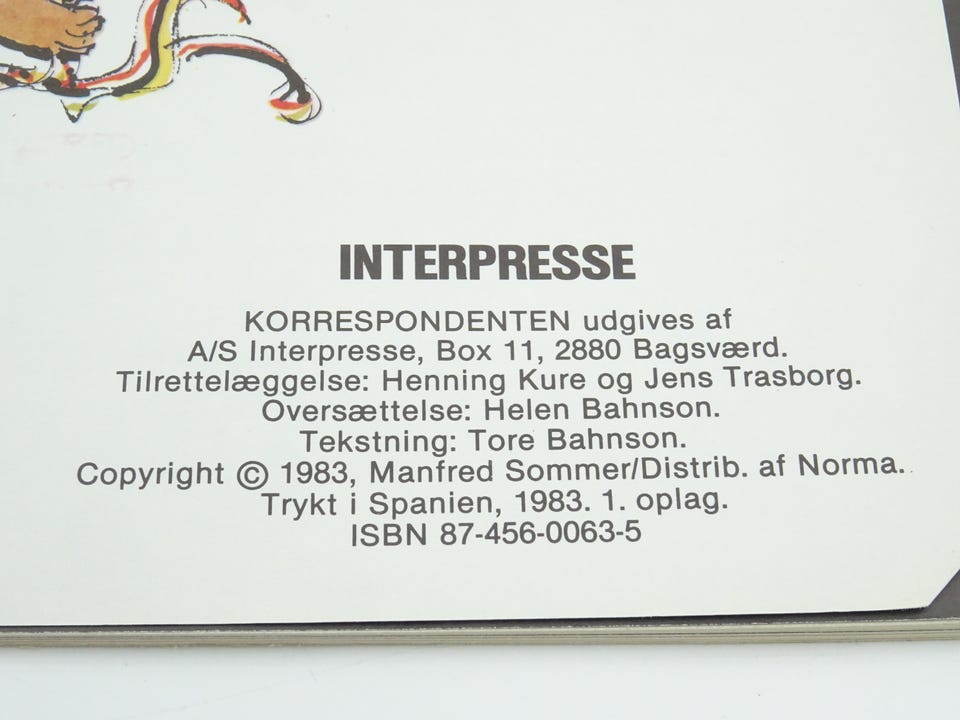 INTERPRESSE
KORRESPONDENTEN udgives af
A/S Interpresse, Box 11, 2880 Bagsværd.
Tilrettelæggelse: Henning Kure og Jens Trasborg.
Oversættelse: Helen Bahnson.
Tekstning: Tore Bahnson.
Copyright © 1983, Manfred Sommer/Distrib. af Norma.
Trykt i Spanien, 1983. 1. oplag.
ISBN 87-456-0063-5